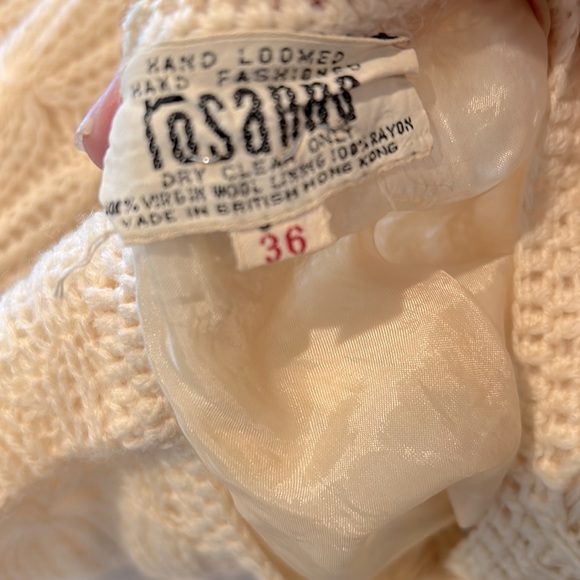 HAND LOOMED
HAND FASHIONED
rosanna
DRY CLEAN ONLY
100% VIRGIN WOOL LINING 100% RAYON
MADE IN BRITISH HONG KONG
36